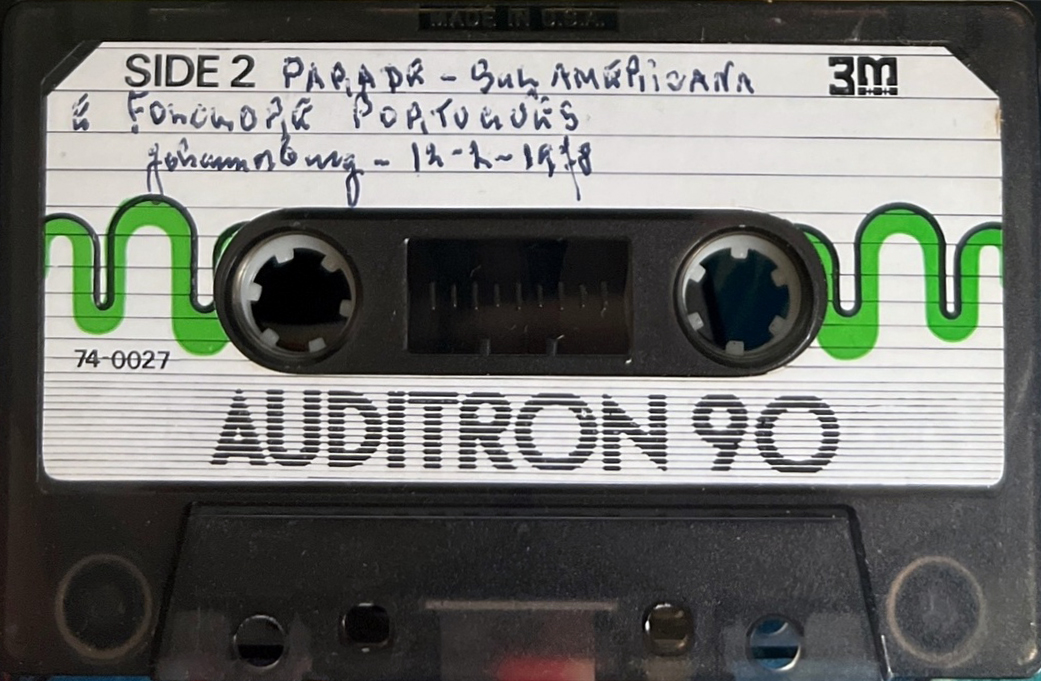 MADE IN U.S.A.
SIDE 2 PARADA - SUL AMERICANA 3M
E FOLCLORE PORTUGUÊS
Johannesburg - 12-2-1978
74-0027
AUDITRON 90